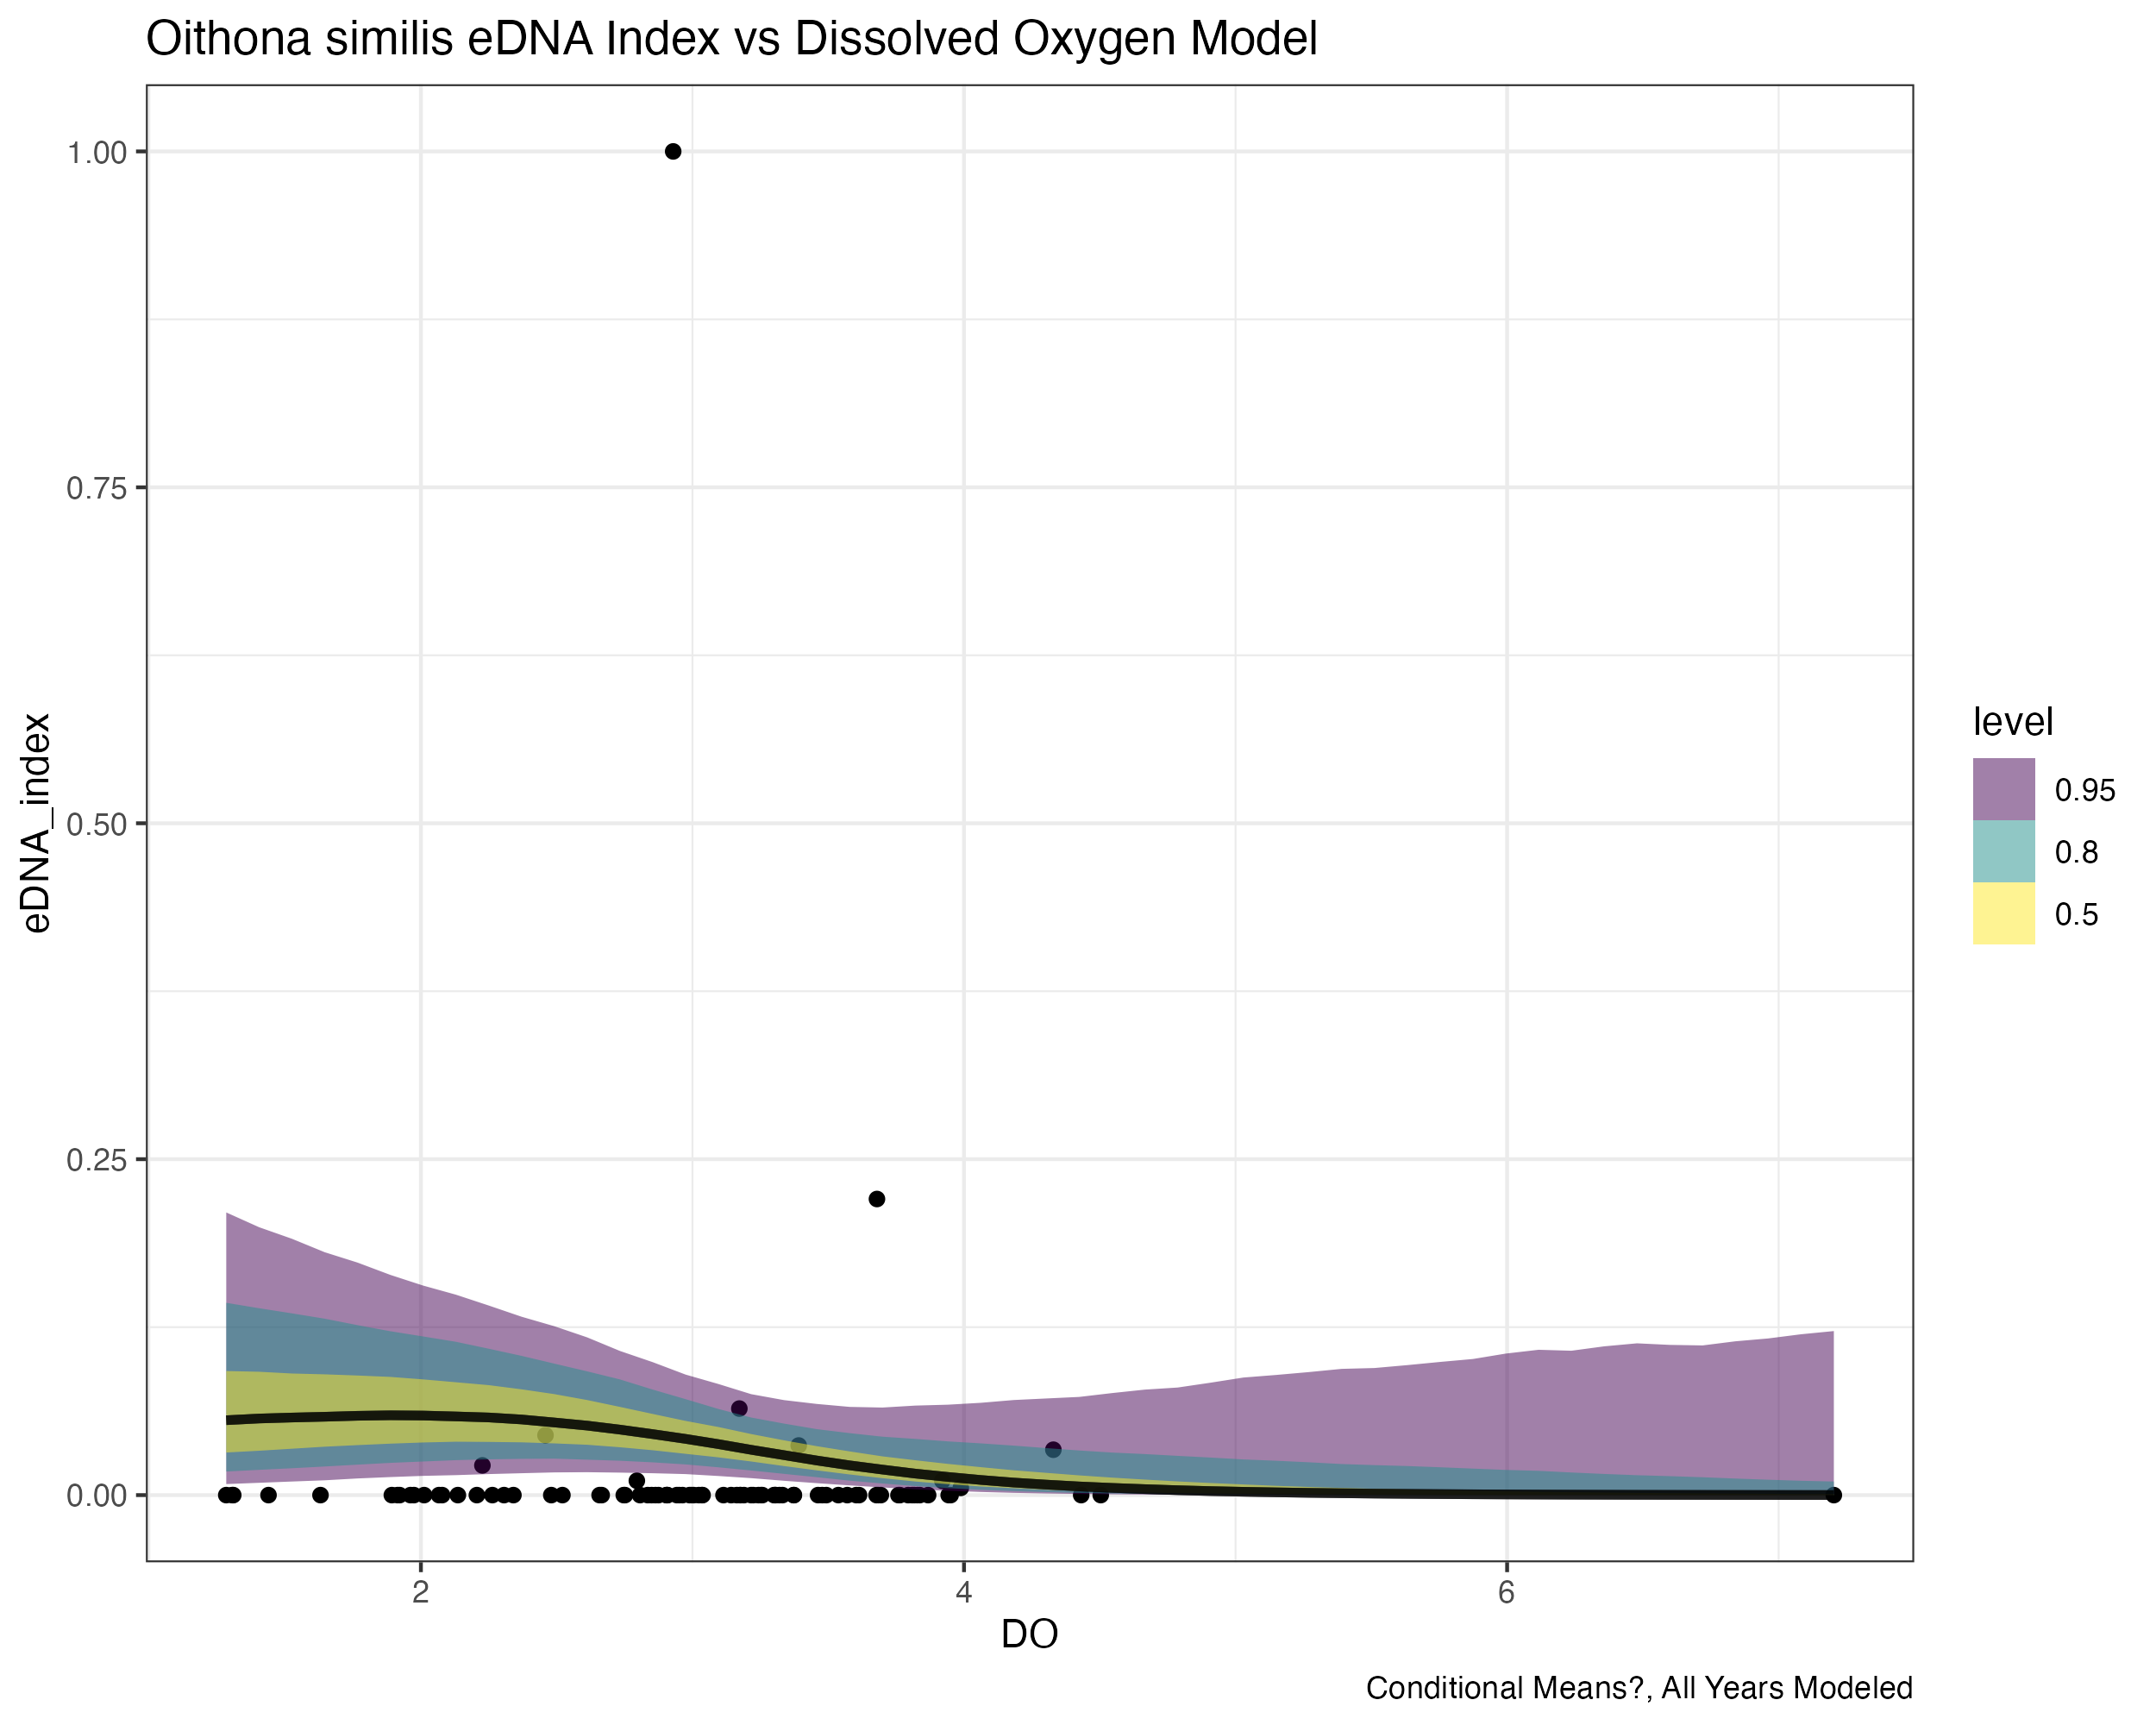 Oithona similis eDNA Index vs Dissolved Oxygen Model
1.00
0.75
0.50
0.25
0.00
eDNA_index
2 4 6
DO
level
0.95
0.8
0.5
Conditional Means?, All Years Modeled